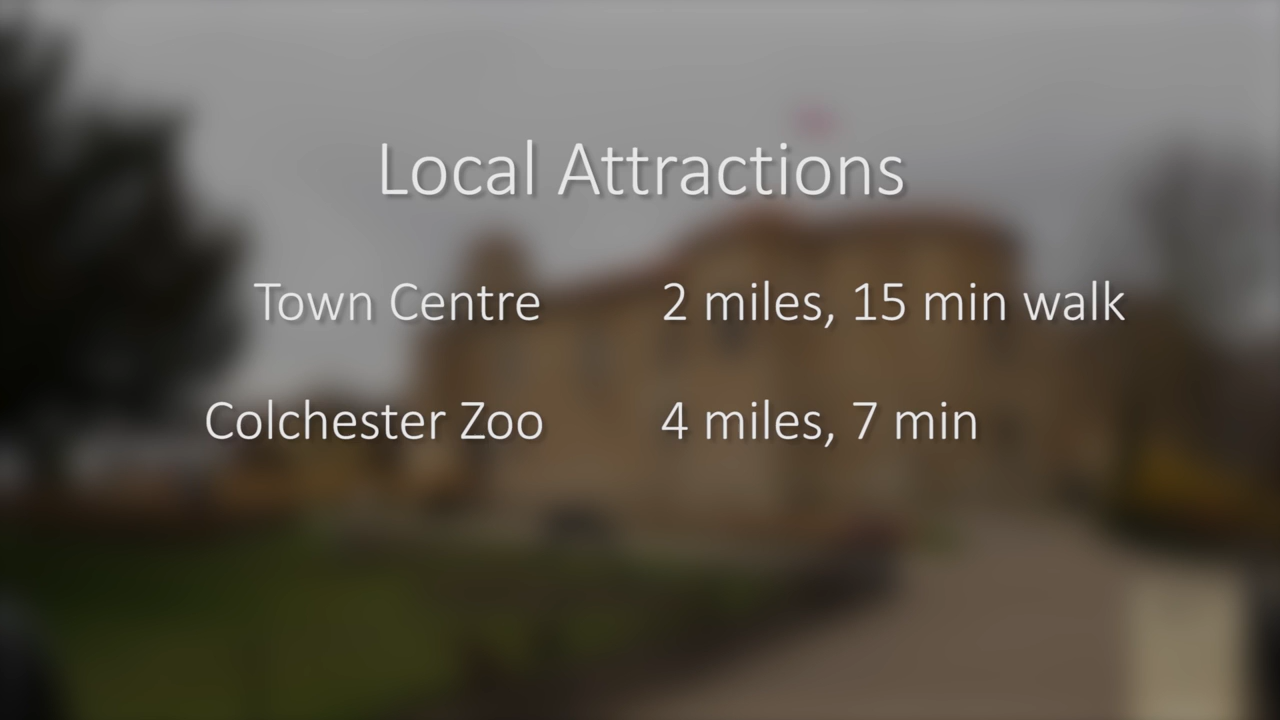 Local Attractions
Town Centre 2 miles, 15 min walk
Colchester Zoo 4 miles, 7 min